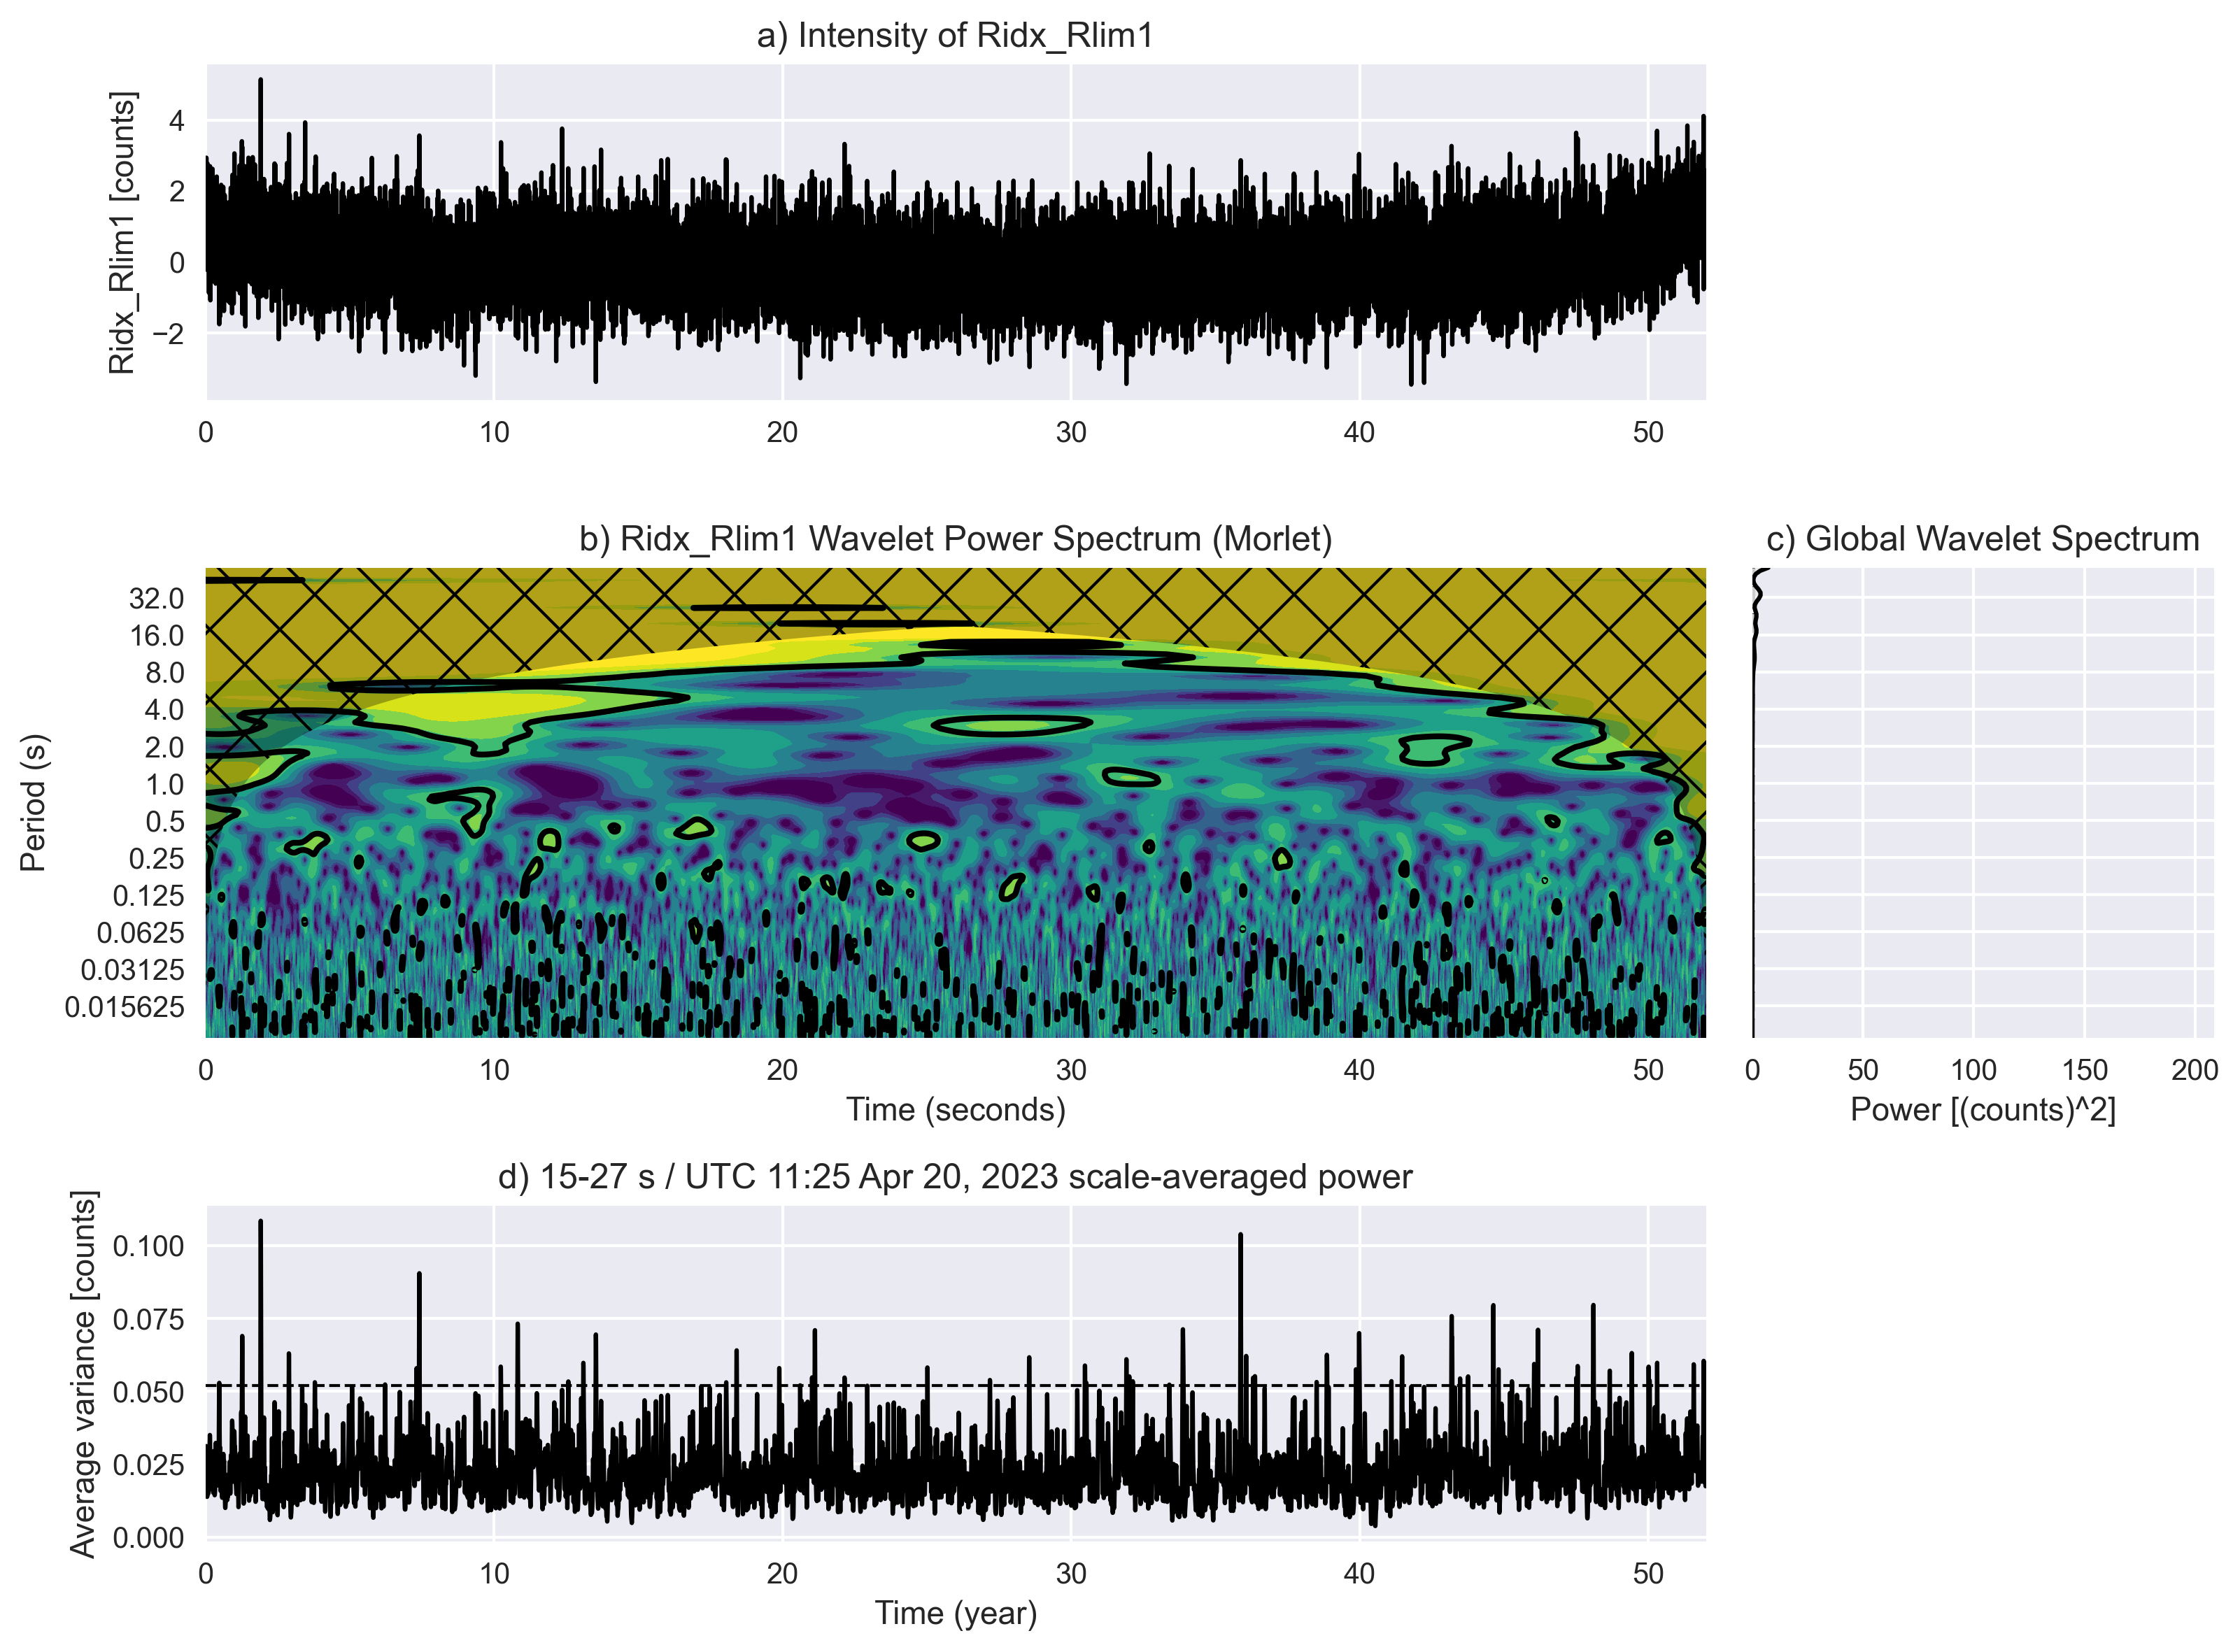 a) Intensity of Ridx_Rlim1
Ridx_Rlim1 [counts]
4
2
0
−2
0 10 20 30 40 50
b) Ridx_Rlim1 Wavelet Power Spectrum (Morlet)
Period (s)
32.0
16.0
8.0
4.0
2.0
1.0
0.5
0.25
0.125
0.0625
0.03125
0.015625
0 10 20 30 40 50
Time (seconds)
c) Global Wavelet Spectrum
0 50 100 150 200
Power [(counts)^2]
d) 15-27 s / UTC 11:25 Apr 20, 2023 scale-averaged power
Average variance [counts]
0.100
0.075
0.050
0.025
0.000
0 10 20 30 40 50
Time (year)